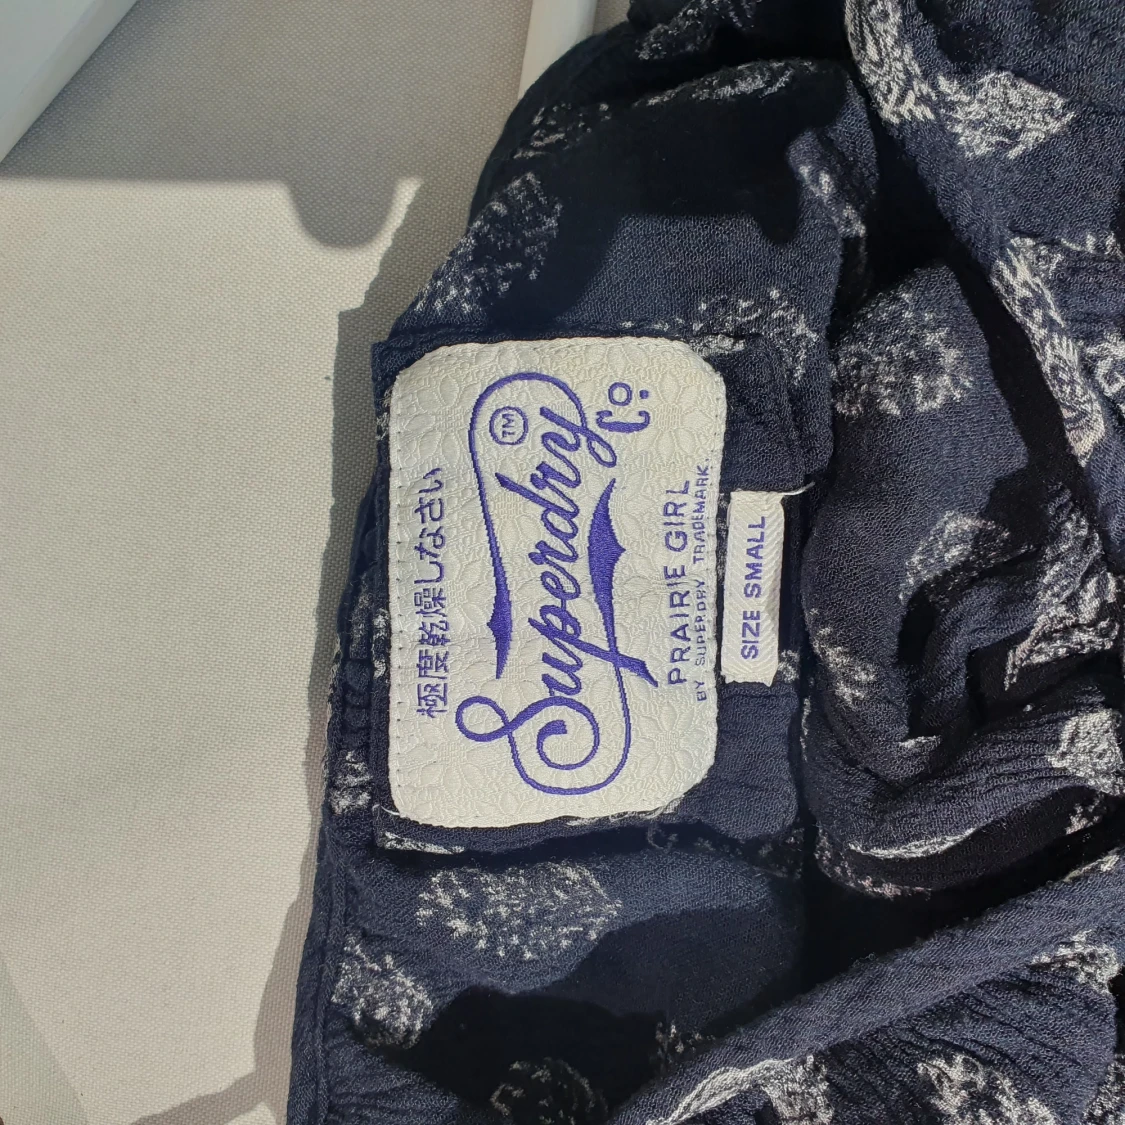 極度乾燥しなさい
Superdry TM
Co.
PRAIRIE GIRL
BY SUPERDRY TRADEMARK.
SIZE SMALL